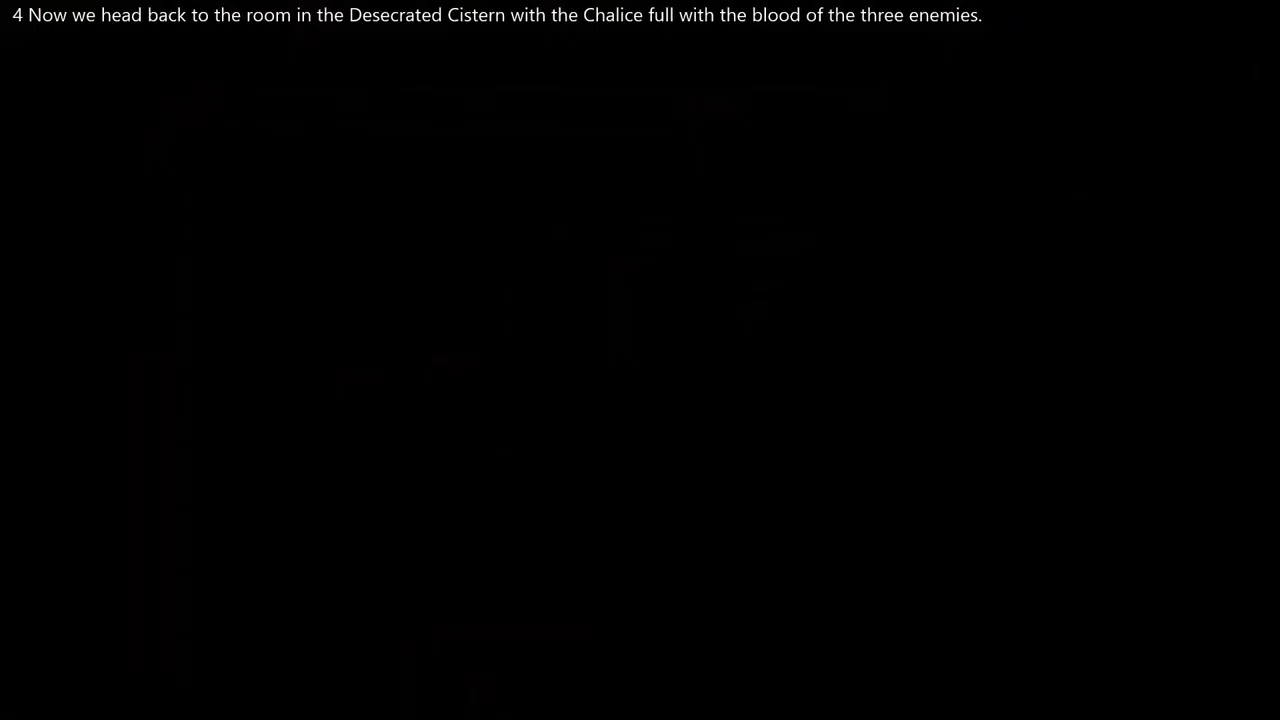 4 Now we head back to the room in the Desecrated Cistern with the Chalice full with the blood of the three enemies.